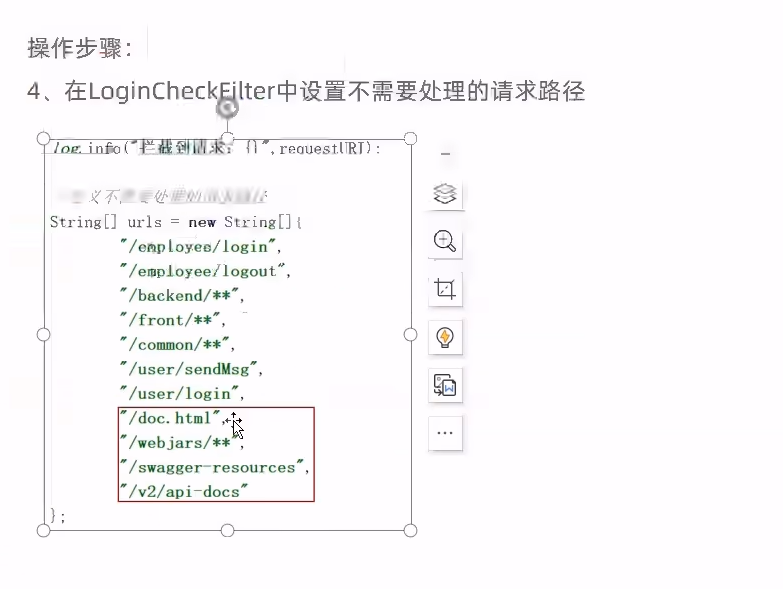 操作步骤：
4、在LoginCheckFilter中设置不需要处理的请求路径
log.info("拦截到请求：{}",requestURI);
义不需要处理的请求路径
String[] urls = new String[]{
"/employee/login",
"/employee/logout",
"/backend/**",
"/front/**",
"/common/**",
"/user/sendMsg",
"/user/login",
"/doc.html",
"/webjars/**",
"/swagger-resources",
"/v2/api-docs"
};